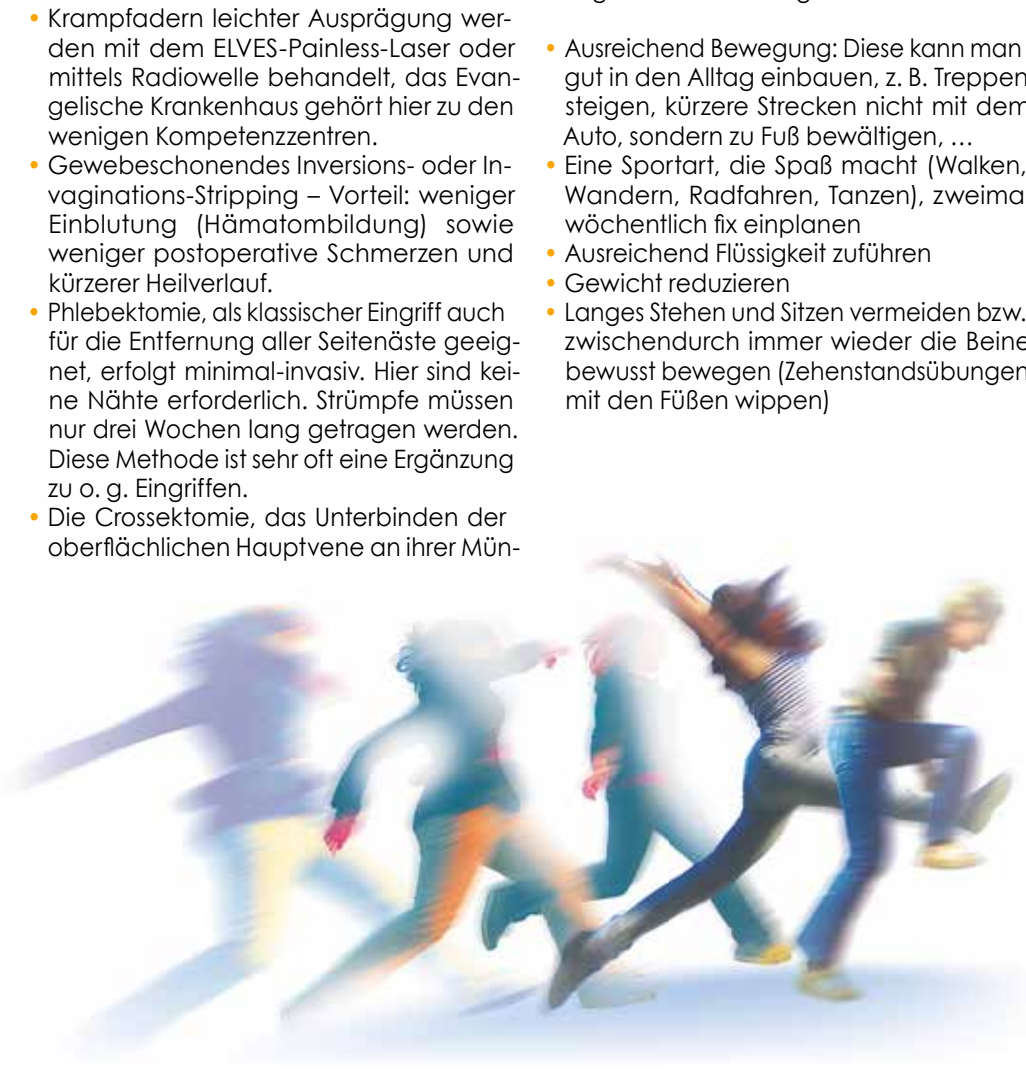 • Krampfadern leichter Ausprägung wer-
den mit dem ELVES-Painless-Laser oder
mittels Radiowelle behandelt, das Evan-
gelische Krankenhaus gehört hier zu den
wenigen Kompetenzzentren.
• Gewebeschonendes Inversions- oder In-
vaginations-Stripping – Vorteil: weniger
Einblutung (Hämatombildung) sowie
weniger postoperative Schmerzen und
kürzerer Heilverlauf.
• Phlebektomie, als klassischer Eingriff auch
für die Entfernung aller Seitenäste geeig-
net, erfolgt minimal-invasiv. Hier sind kei-
ne Nähte erforderlich. Strümpfe müssen
nur drei Wochen lang getragen werden.
Diese Methode ist sehr oft eine Ergänzung
zu o. g. Eingriffen.
• Die Crossektomie, das Unterbinden der
oberflächlichen Hauptvene an ihrer Mün-
• Ausreichend Bewegung: Diese kann man
gut in den Alltag einbauen, z. B. Treppen
steigen, kürzere Strecken nicht mit dem
Auto, sondern zu Fuß bewältigen, …
• Eine Sportart, die Spaß macht (Walken,
Wandern, Radfahren, Tanzen), zweima
wöchentlich fix einplanen
• Ausreichend Flüssigkeit zuführen
• Gewicht reduzieren
• Langes Stehen und Sitzen vermeiden bzw.
zwischendurch immer wieder die Beine
bewusst bewegen (Zehenstandsübungen
mit den Füßen wippen)